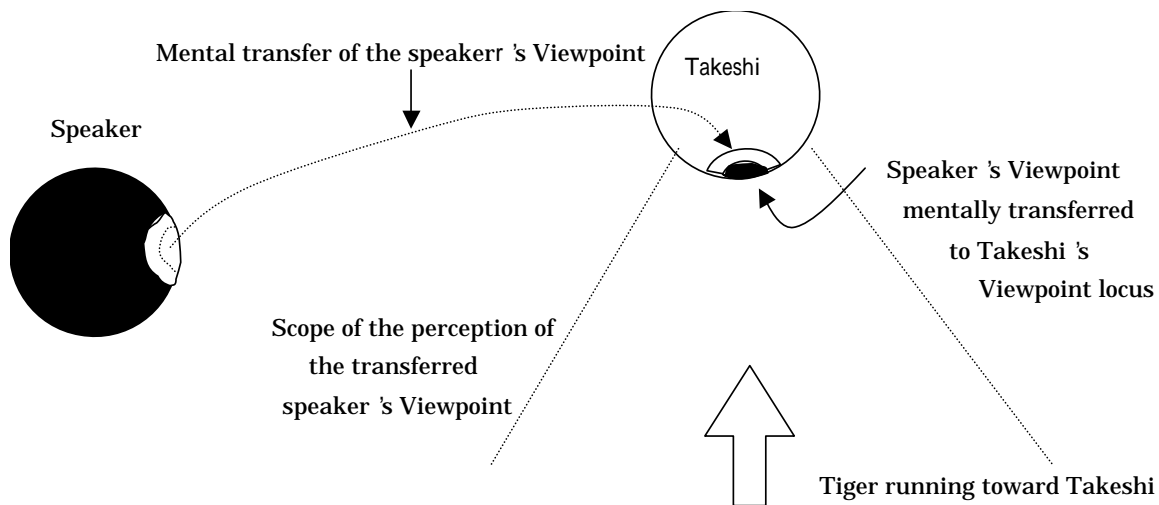 Mental transfer of the speakerr 's Viewpoint
Takeshi
Speaker
Speaker 's Viewpoint
mentally transferred
to Takeshi 's
Viewpoint locus
Scope of the perception of
the transferred
speaker 's Viewpoint
Tiger running toward Takeshi